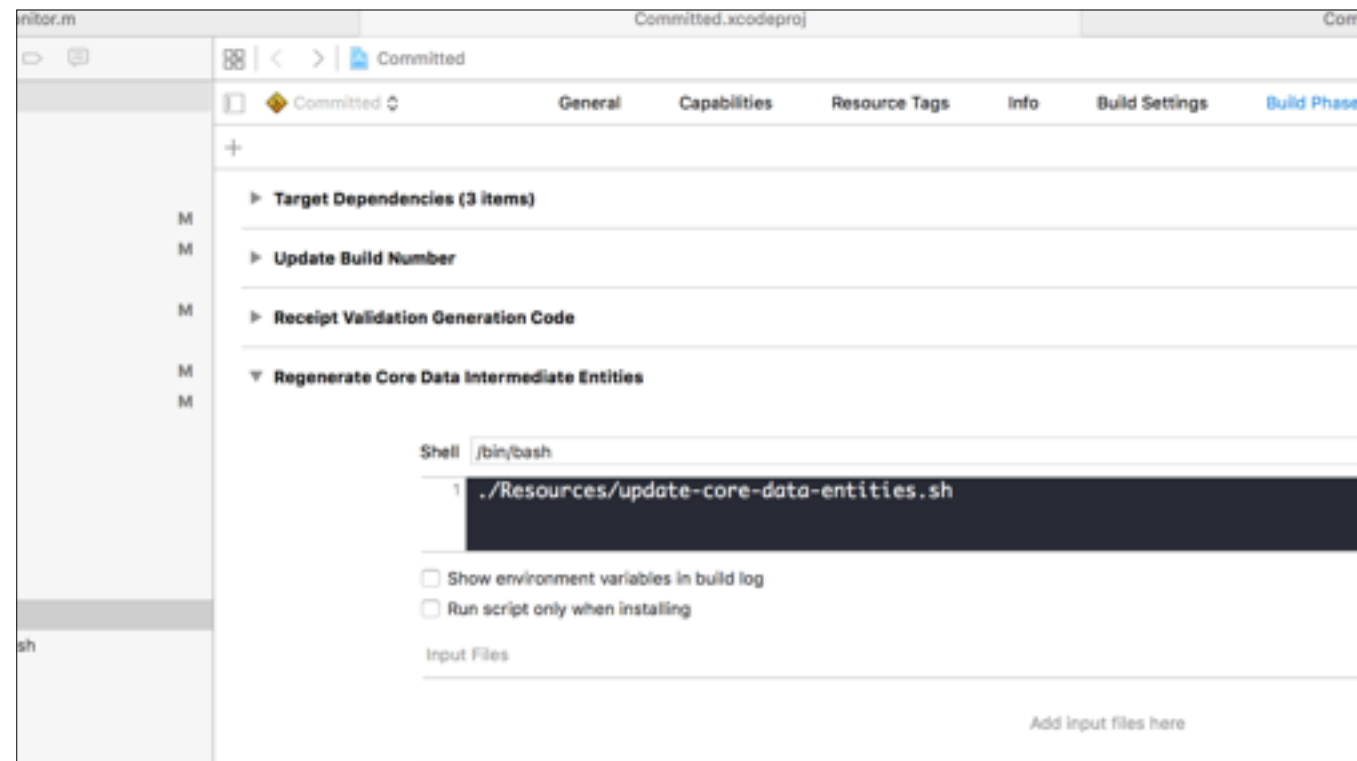 onitor.m
Committed.xcodeproj
Com
Committed
Committed
General Capabilities Resource Tags Info Build Settings Build Phase
+
Target Dependencies (3 items)
M
M
Update Build Number
M
Receipt Validation Generation Code
M
Regenerate Core Data Intermediate Entities
M
Shell /bin/bash
1 ./Resources/update-core-data-entities.sh
Show environment variables in build log
Run script only when installing
sh
Input Files
Add input files here